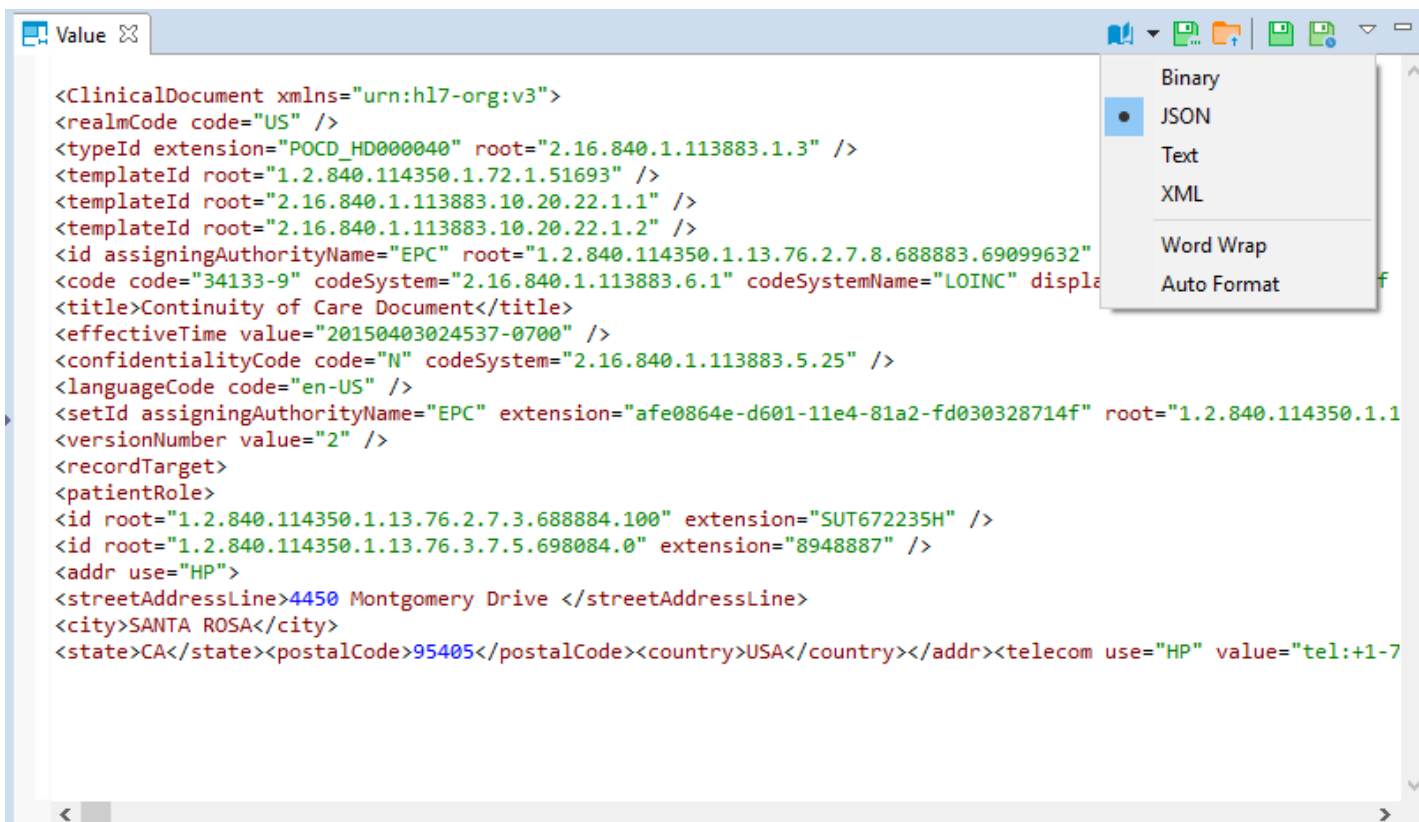 Value
Binary
JSON
Text
XML
Word Wrap
Auto Format
<ClinicalDocument xmlns="urn:hl7-org:v3">
<realmCode code="US" />
<typeId extension="POCD_HD000040" root="2.16.840.1.113883.1.3" />
<templateId root="1.2.840.114350.1.72.1.51693" />
<templateId root="2.16.840.1.113883.10.20.22.1.1" />
<templateId root="2.16.840.1.113883.10.20.22.1.2" />
<id assigningAuthorityName="EPC" root="1.2.840.114350.1.13.76.2.7.8.688883.69099632"
<code code="34133-9" codeSystem="2.16.840.1.113883.6.1" codeSystemName="LOINC" displa f
<title>Continuity of Care Document</title>
<effectiveTime value="20150403024537-0700" />
<confidentialityCode code="N" codeSystem="2.16.840.1.113883.5.25" />
<languageCode code="en-US" />
<setId assigningAuthorityName="EPC" extension="afe0864e-d601-11e4-81a2-fd030328714f" root="1.2.840.114350.1.1
<versionNumber value="2" />
<recordTarget>
<patientRole>
<id root="1.2.840.114350.1.13.76.2.7.3.688884.100" extension="SUT672235H" />
<id root="1.2.840.114350.1.13.76.3.7.5.698084.0" extension="8948887" />
<addr use="HP">
<streetAddressLine>4450 Montgomery Drive </streetAddressLine>
<city>SANTA ROSA</city>
<state>CA</state><postalCode>95405</postalCode><country>USA</country></addr><telecom use="HP" value="tel:+1-7